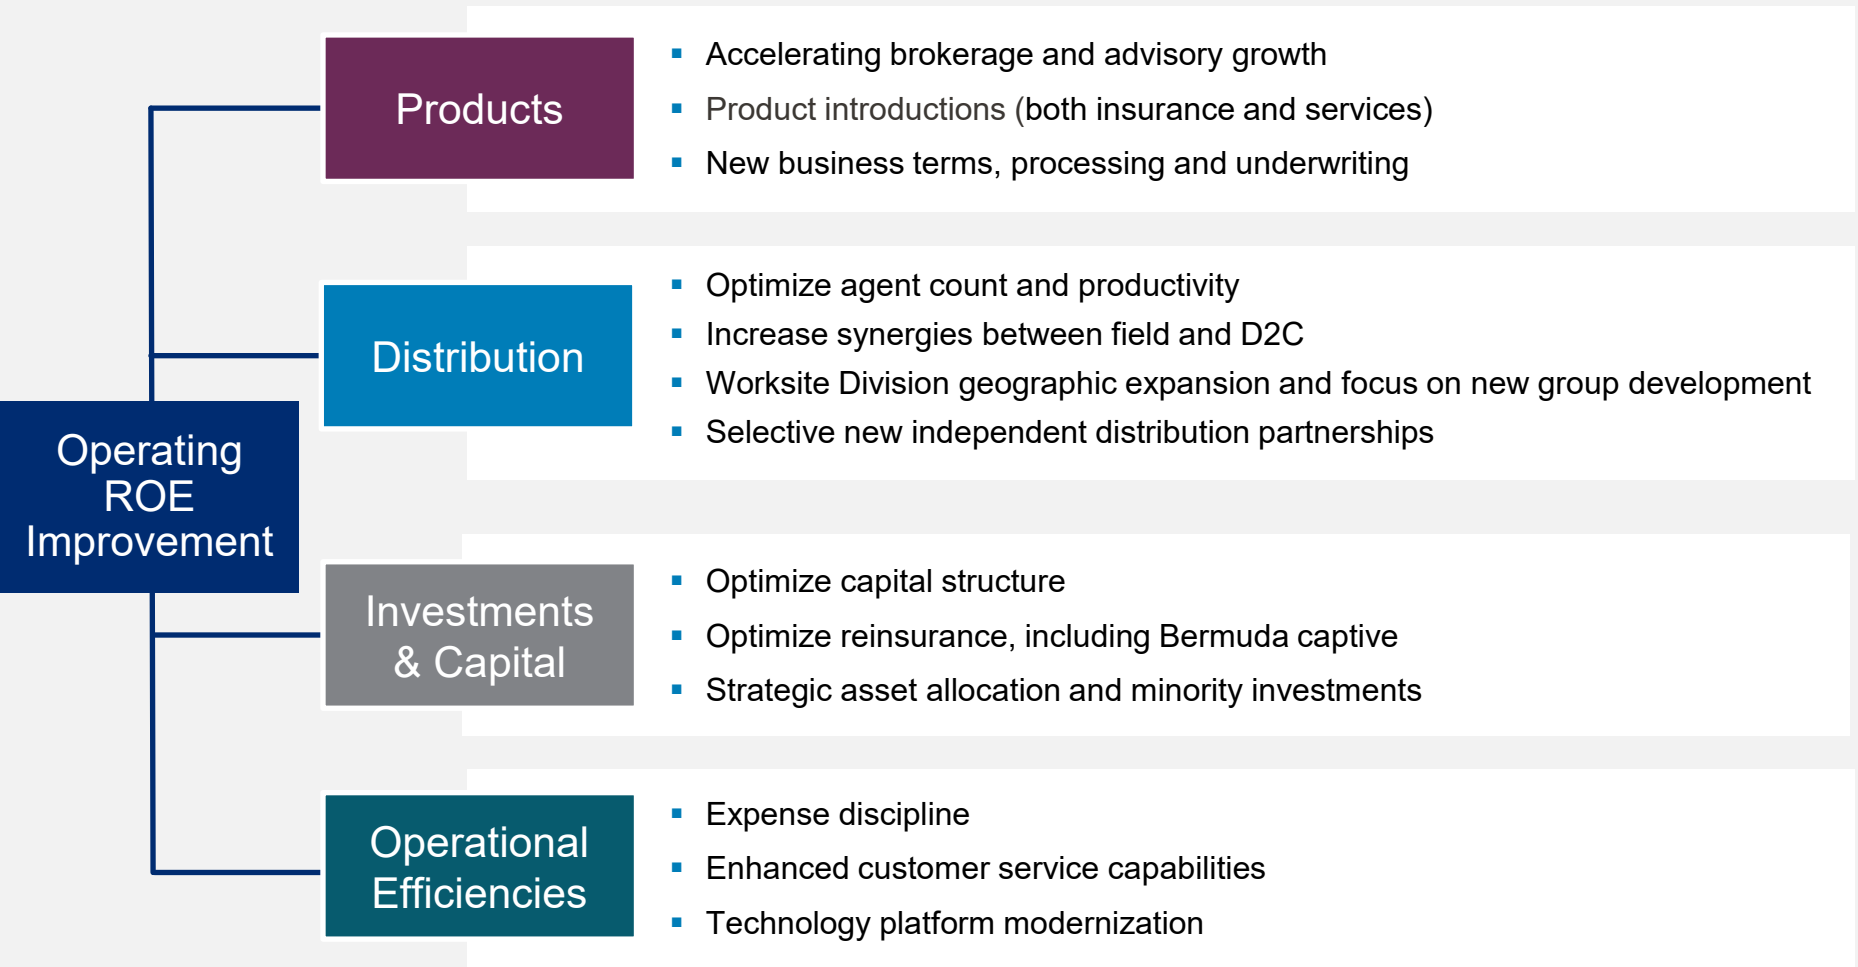 Operating
ROE
Improvement
Products
▪ Accelerating brokerage and advisory growth
▪ Product introductions (both insurance and services)
▪ New business terms, processing and underwriting
Distribution
▪ Optimize agent count and productivity
▪ Increase synergies between field and D2C
▪ Worksite Division geographic expansion and focus on new group development
▪ Selective new independent distribution partnerships
Investments
& Capital
▪ Optimize capital structure
▪ Optimize reinsurance, including Bermuda captive
▪ Strategic asset allocation and minority investments
Operational
Efficiencies
▪ Expense discipline
▪ Enhanced customer service capabilities
▪ Technology platform modernization